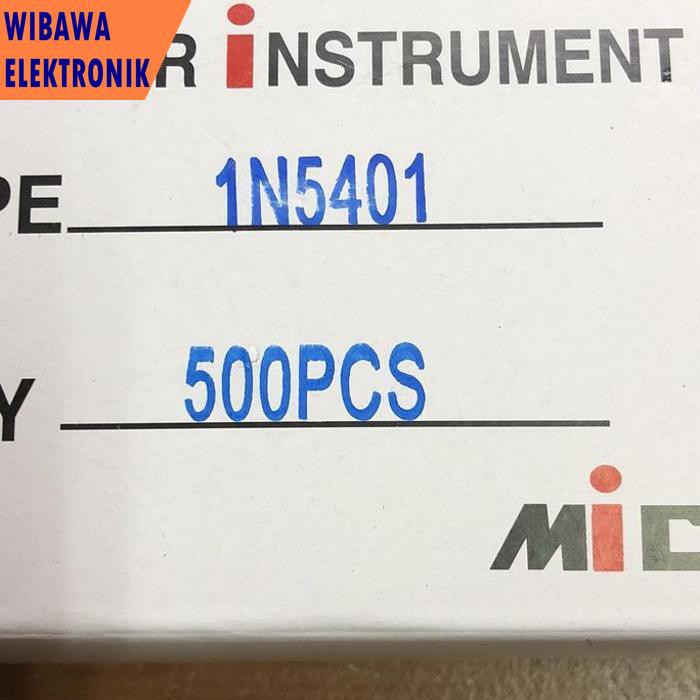 WIBAWA
ELEKTRONIK
R iNSTRUMENT
PE 1N5401
Y 500PCS
MiC